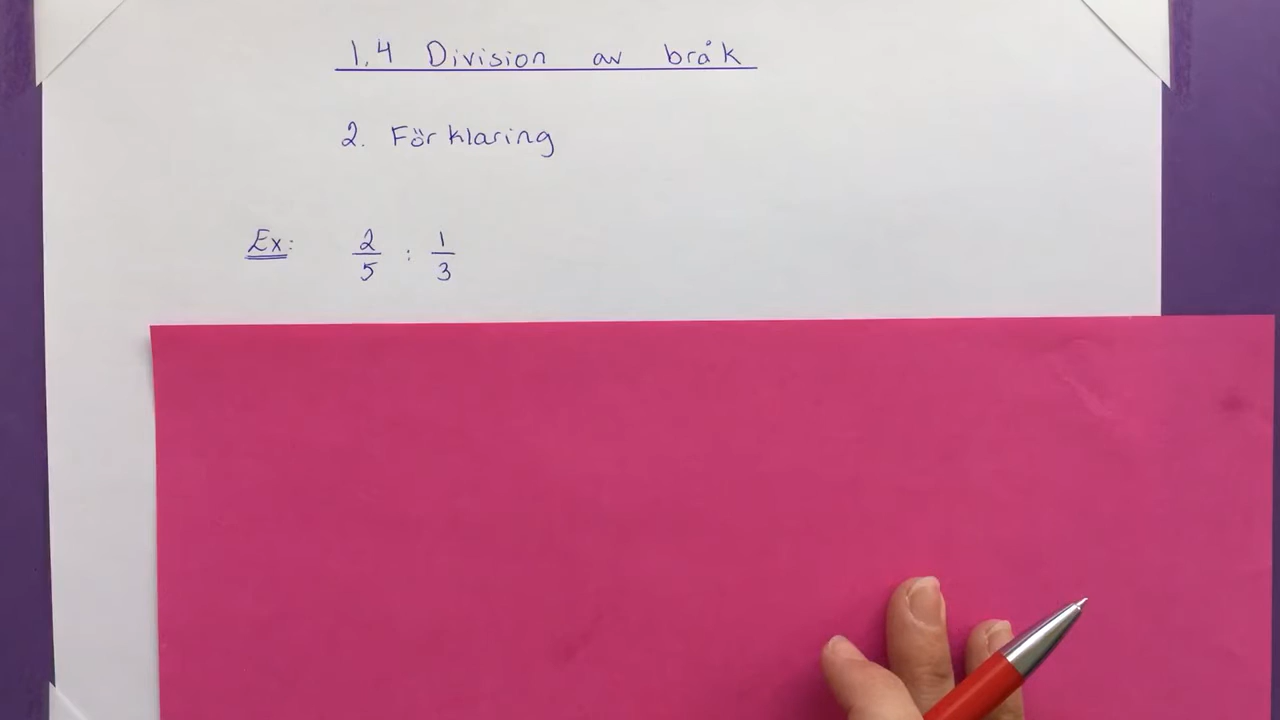 1.4 Division av bråk
2. Förklaring
Ex: 2/5 : 1/3